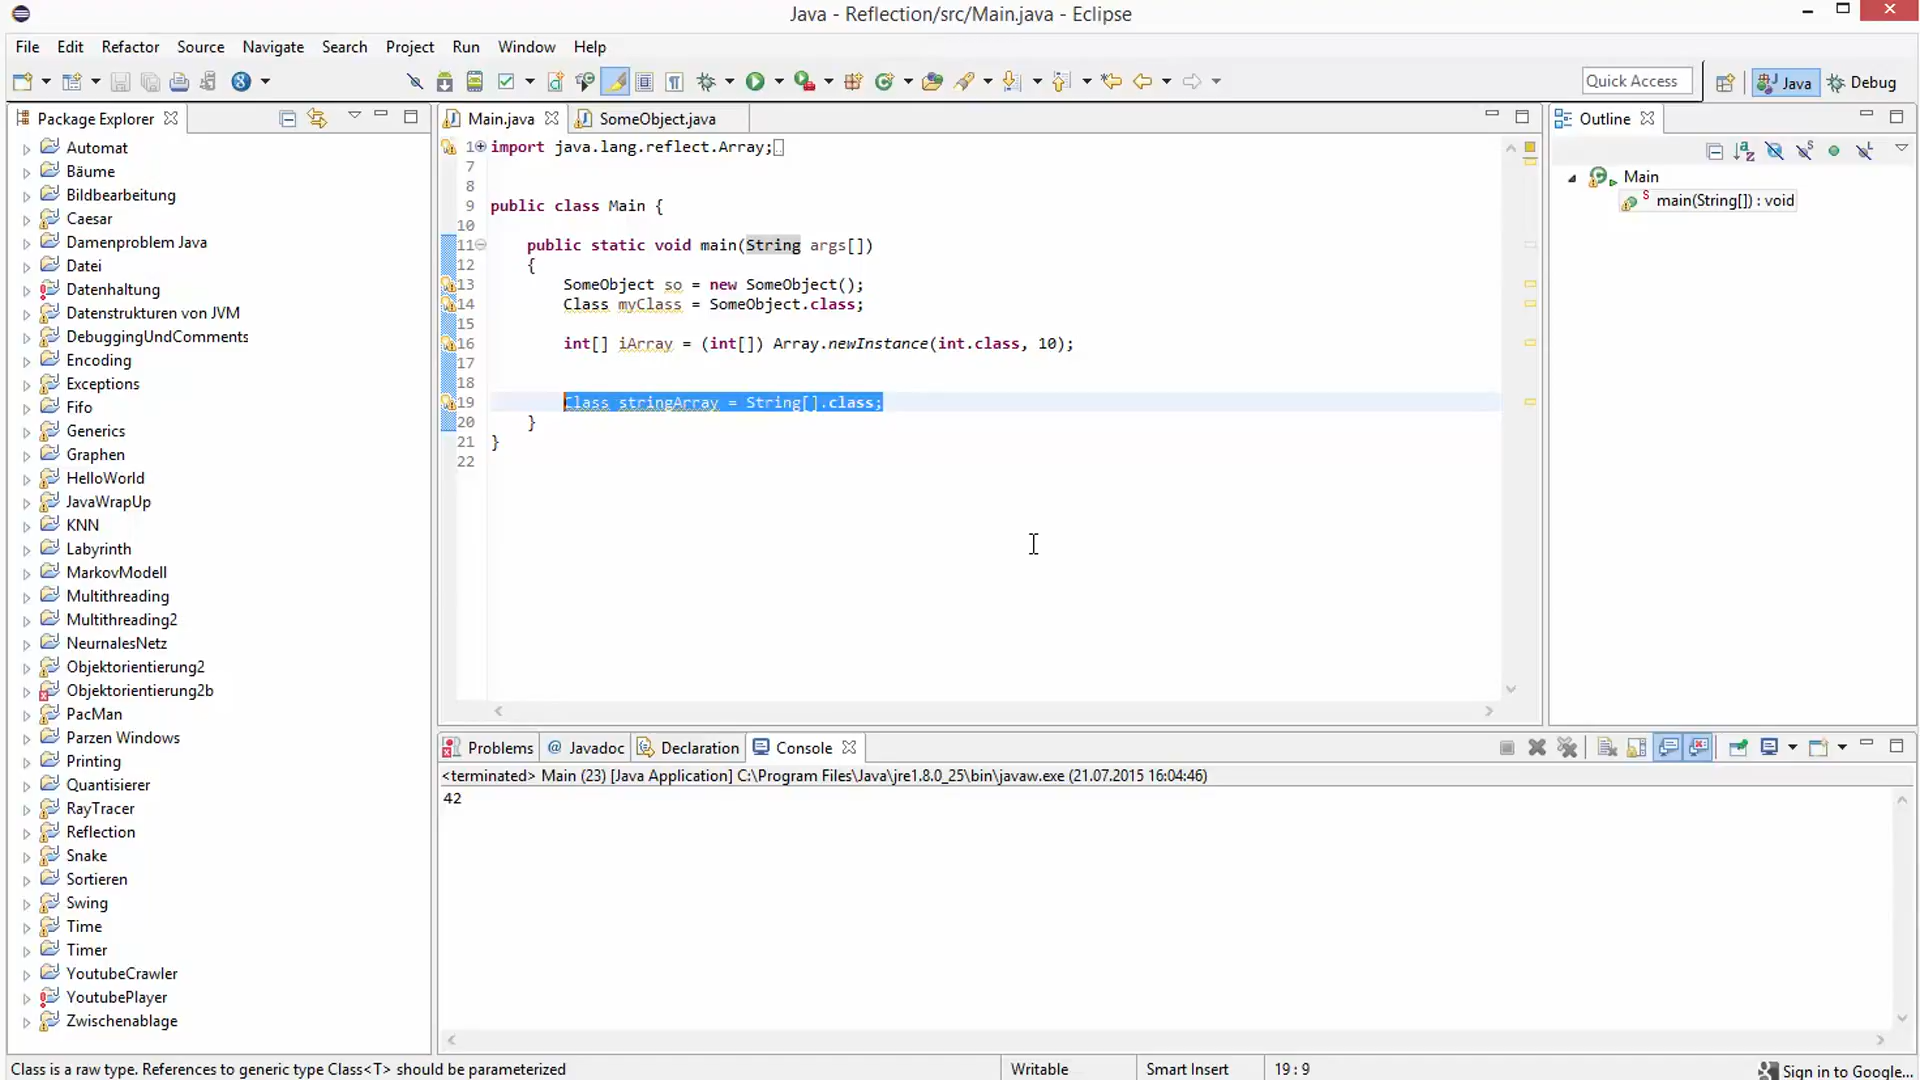 Java - Reflection/src/Main.java - Eclipse
File Edit Refactor Source Navigate Search Project Run Window Help
Quick Access
Java
Debug
Package Explorer
Automat
Bäume
Bildbearbeitung
Caesar
Damenproblem Java
Datei
Datenhaltung
Datenstrukturen von JVM
DebuggingUndComments
Encoding
Exceptions
Fifo
Generics
Graphen
HelloWorld
JavaWrapUp
KNN
Labyrinth
MarkovModell
Multithreading
Multithreading2
NeurnalesNetz
Objektorientierung2
Objektorientierung2b
PacMan
Parzen Windows
Printing
Quantisierer
RayTracer
Reflection
Snake
Sortieren
Swing
Time
Timer
YoutubeCrawler
YoutubePlayer
Zwischenablage
Main.java
SomeObject.java
1 import java.lang.reflect.Array;
7
8
9 public class Main {
10
11 public static void main(String args[])
12 {
13 SomeObject so = new SomeObject();
14 Class myClass = SomeObject.class;
15
16 int[] iArray = (int[]) Array.newInstance(int.class, 10);
17
18
19 Class stringArray = String[].class;
20 }
21 }
22
Outline
Main
main(String[]) : void
Problems
@ Javadoc
Declaration
Console
<terminated> Main (23) [Java Application] C:\Program Files\Java\jre1.8.0_25\bin\javaw.exe (21.07.2015 16:04:46)
42
Class is a raw type. References to generic type Class<T> should be parameterized
Writable
Smart Insert
19 : 9
Sign in to Google...